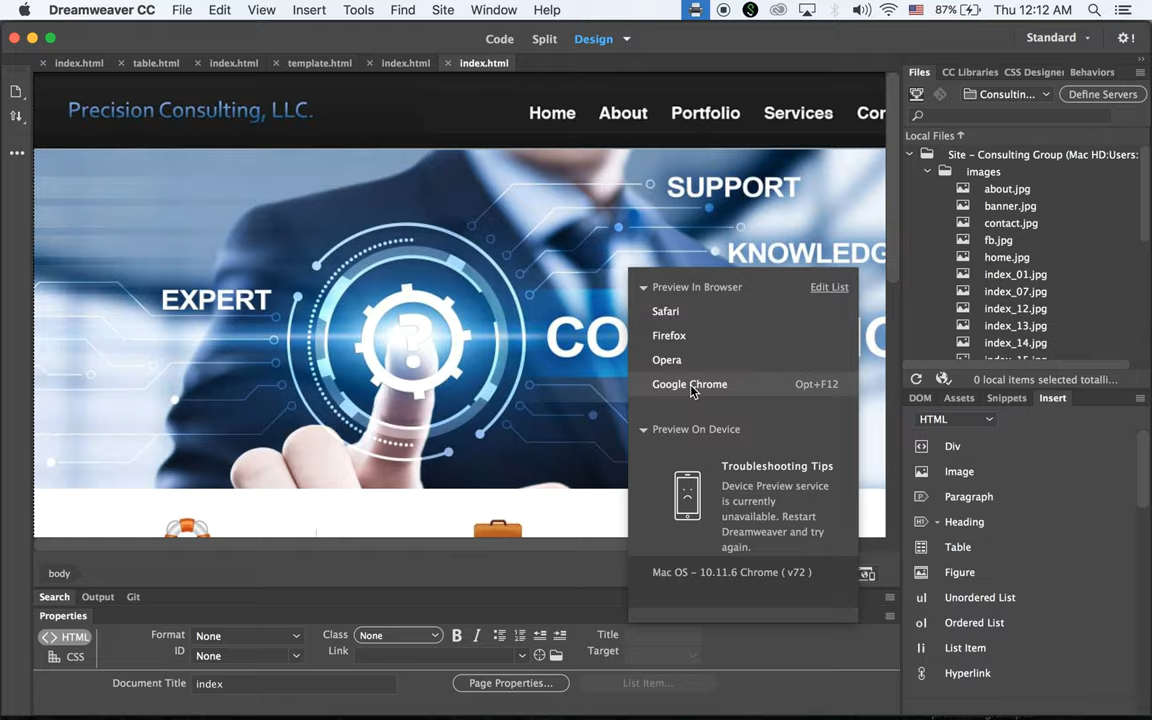 Dreamweaver CC File Edit View Insert Tools Find Site Window Help 87% Thu 12:12 AM
Code Split Design Standard
index.html table.html index.html template.html index.html index.html
Files CC Libraries CSS Designer Behaviors
Consultin... Define Servers
Local Files
Site - Consulting Group (Mac HD:Users:
images
about.jpg
banner.jpg
contact.jpg
fb.jpg
home.jpg
index_01.jpg
index_07.jpg
index_12.jpg
index_13.jpg
index_14.jpg
0 local items selected totalli...
Precision Consulting, LLC.
Home About Portfolio Services Cor
SUPPORT
KNOWLEDG
EXPERT
CO
?
Preview In Browser Edit List
Safari
Firefox
Opera
Google Chrome Opt+F12
Preview On Device
Troubleshooting Tips
Device Preview service
is currently
unavailable. Restart
Dreamweaver and try
again.
Mac OS - 10.11.6 Chrome ( v72 )
DOM Assets Snippets Insert
HTML
Div
Image
Paragraph
Heading
Table
Figure
ul Unordered List
ol Ordered List
li List Item
Hyperlink
body
Search Output Git
Properties
HTML Format None Class None B I Title
CSS ID None Link Target
Document Title index Page Properties... List Item...